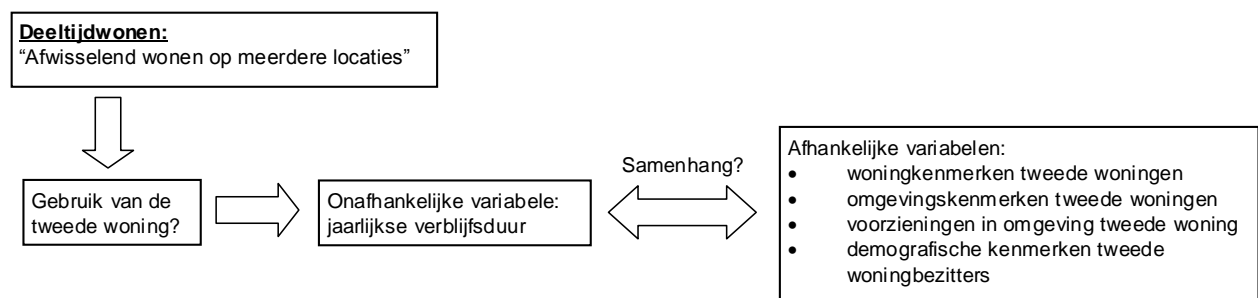 Deeltijdwonen:
“Afwisselend wonen op meerdere locaties”
Gebruik van de
tweede woning?
Onafhankelijke variabele:
jaarlijkse verblijfsduur
Samenhang?
Afhankelijke variabelen:
• woningkenmerken tweede woningen
• omgevingskenmerken tweede woningen
• voorzieningen in omgeving tweede woning
• demografische kenmerken tweede
woningbezitters